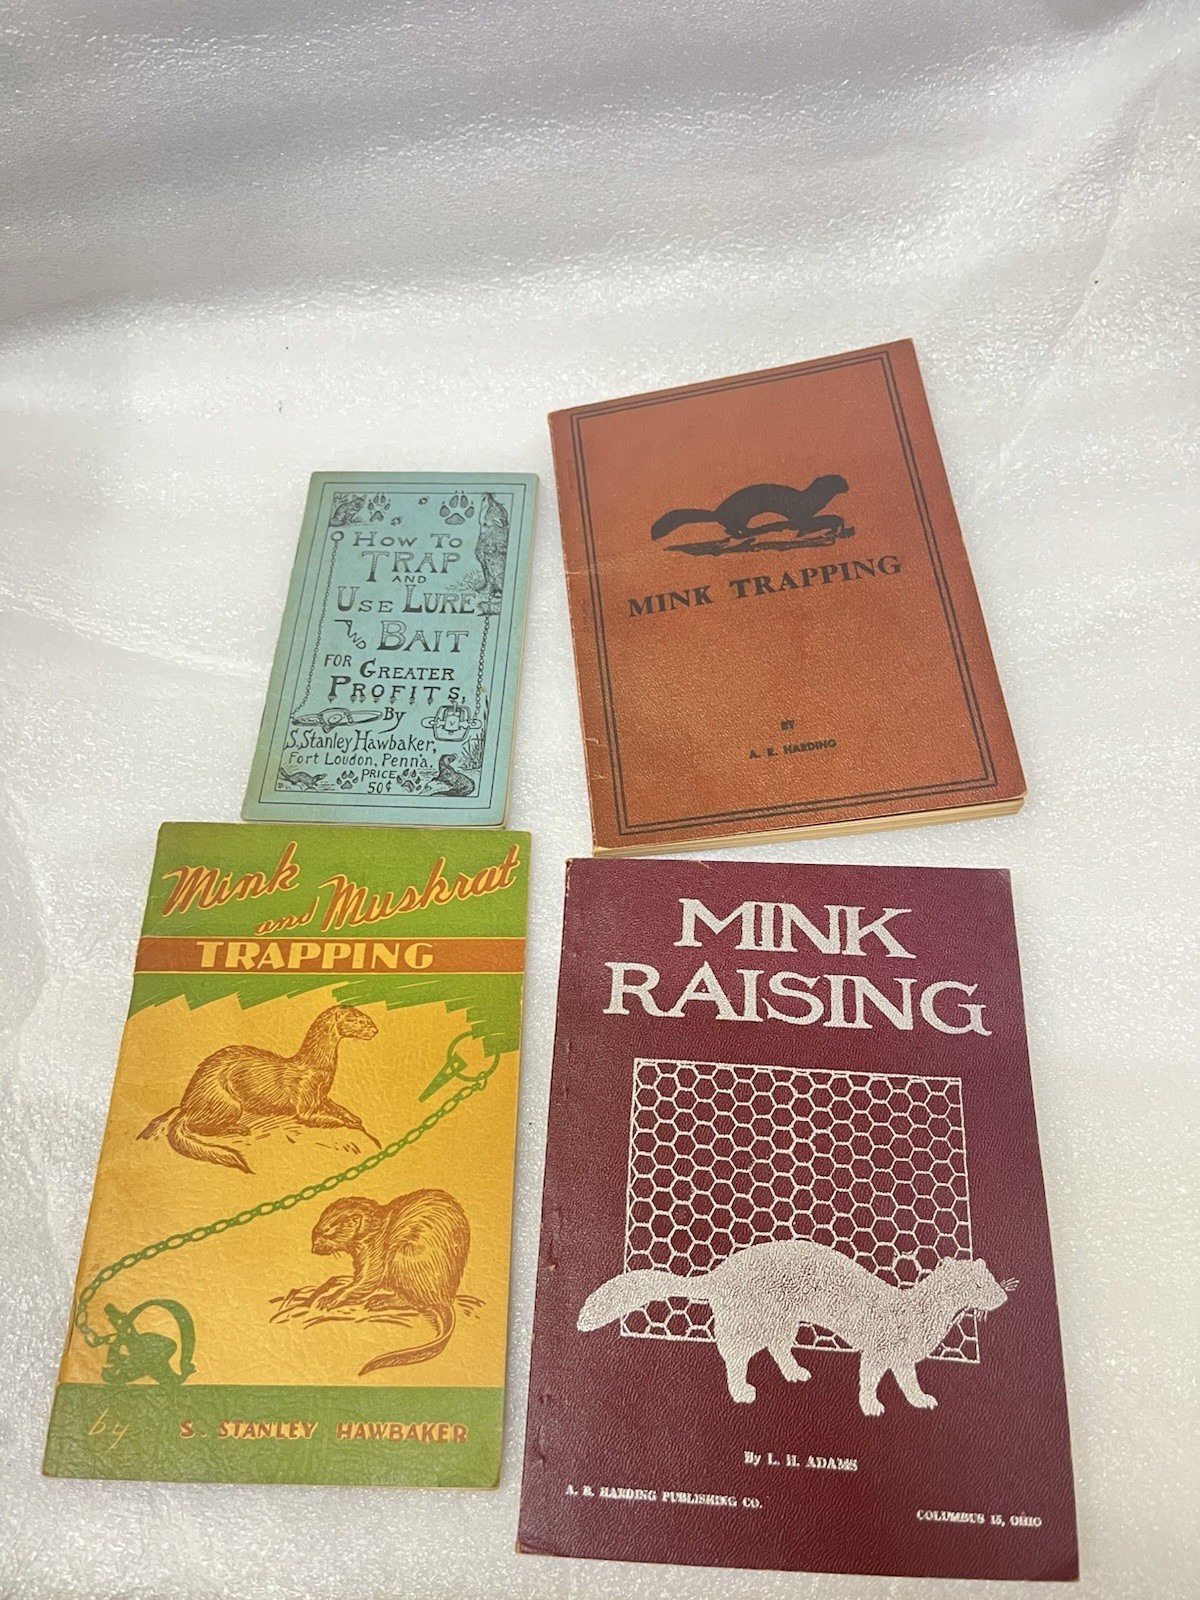 How To
TRAP
AND
USE LURE
AND BAIT
FOR GREATER
PROFITS,
By
S. Stanley Hawbaker,
Fort Loudon, Penn'a.
PRICE
50¢
MINK TRAPPING
BY
A. R. HARDING
Mink
and Muskrat
TRAPPING
by S. STANLEY HAWBAKER
MINK
RAISING
By L. H. ADAMS
A. R. HARDING PUBLISHING CO.
COLUMBUS 15, OHIO